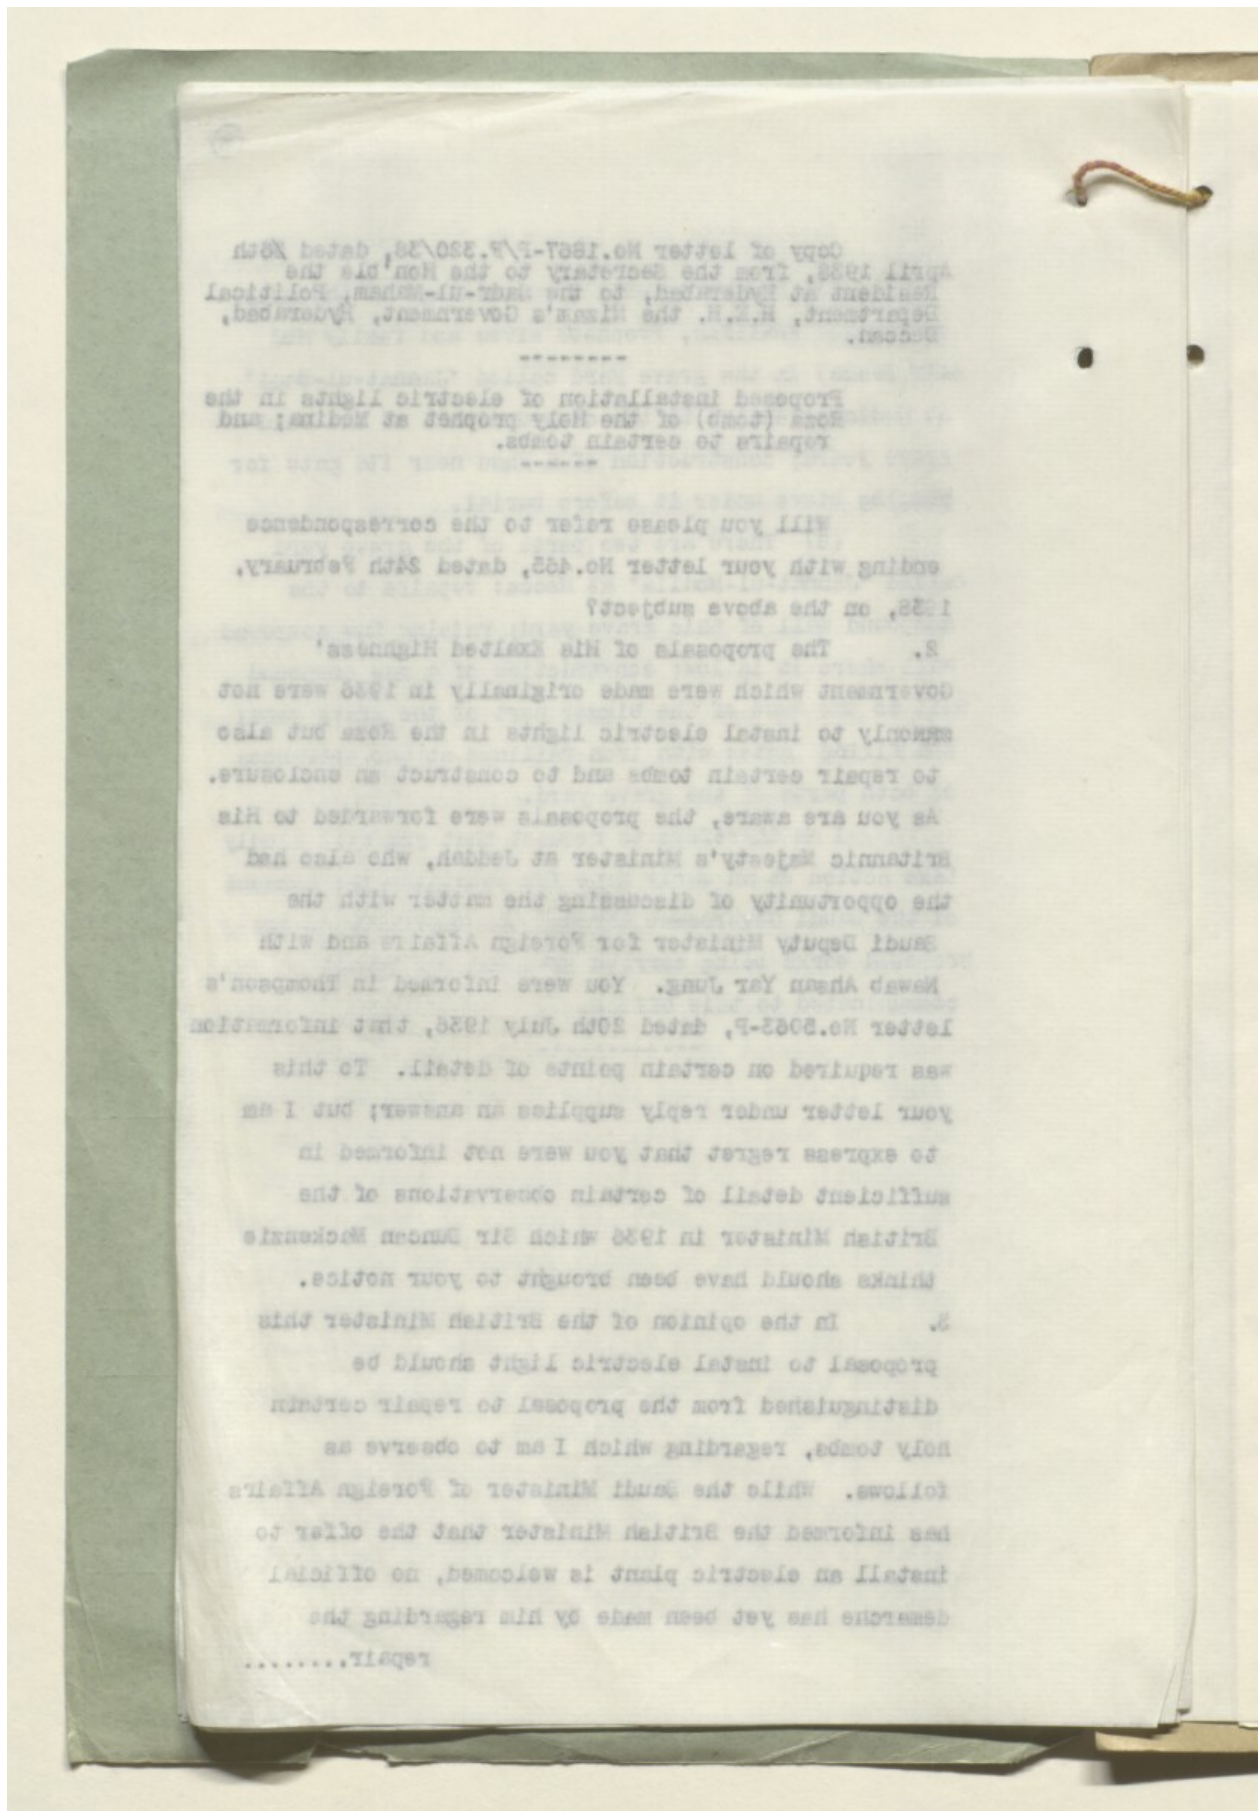 Copy of letter No.1867-P/F.320/38, dated 8th
April 1938, from the Secretary to the Hon'ble the
Resident at Hyderabad, to the Sadr-ul-Maham, Political
Department, H.E.H. the Nizam's Government, Hyderabad,
Deccan.
--------
Proposed installation of electric lights in the
Roza (tomb) of the Holy prophet at Medina; and
repairs to certain tombs.
------
Will you please refer to the correspondence
ending with your letter No.465, dated 24th February,
1938, on the above subject?
2. The proposals of His Exalted Highness'
Government which were made originally in 1936 were not
only to instal electric lights in the Roza but also
to repair certain tombs and to construct an enclosure.
As you are aware, the proposals were forwarded to His
Britannic Majesty's Minister at Jeddah, who also had
the opportunity of discussing the matter with the
Saudi Deputy Minister for Foreign Affairs and with
Nawab Ahsan Yar Jung. You were informed in Thompson's
letter No.5063-P, dated 20th July 1936, that information
was required on certain points of detail. To this
your letter under reply supplies an answer; but I am
to express regret that you were not informed in
sufficient detail of certain observations of the
British Minister in 1936 which Sir Duncan Mackenzie
thinks should have been brought to your notice.
3. In the opinion of the British Minister this
proposal to instal electric light should be
distinguished from the proposal to repair certain
holy tombs, regarding which I am to observe as
follows. While the Saudi Minister of Foreign Affairs
has informed the British Minister that the offer to
install an electric plant is welcomed, no official
demarche has yet been made by him regarding the
repair........